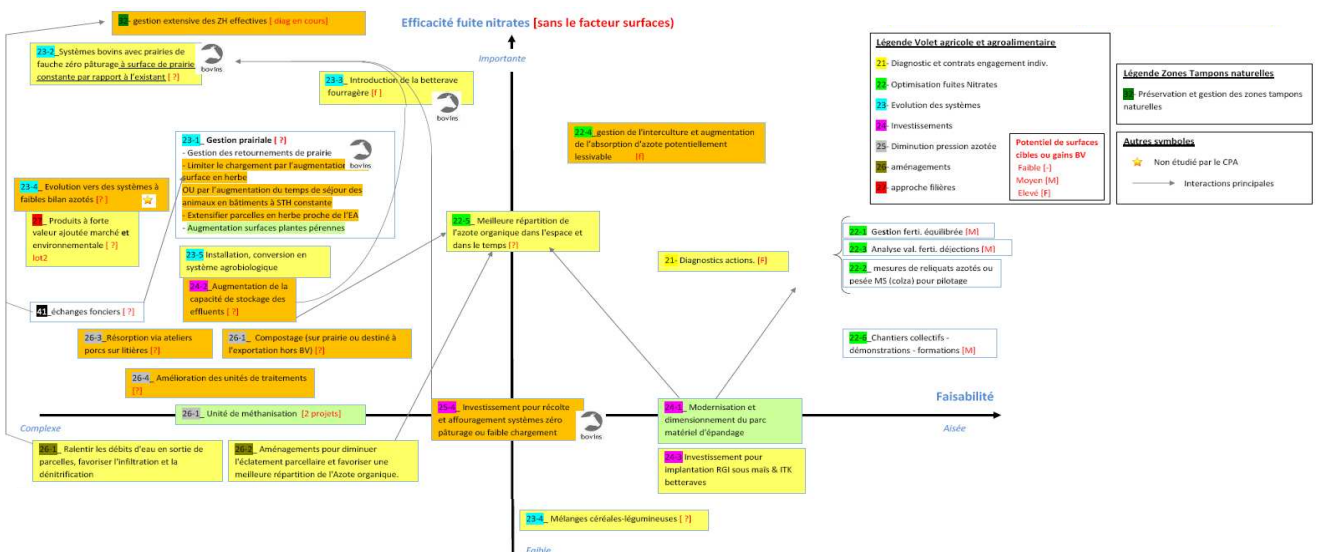 32- gestion extensive des ZH effectives [ diag en cours]
Efficacité fuite nitrates [sans le facteur surfaces)
Importante
23-2_Systèmes bovins avec prairies de
fauche zéro pâturage à surface de prairie
constante par rapport à l'existant [ ?]
bovins
23-3_ Introduction de la betterave
fourragère [f ]
bovins
23-1_ Gestion prairiale [ ?]
- Gestion des retournements de prairie
- Limiter le chargement par l'augmentation
surface en herbe
OU par l'augmentation du temps de séjour des
animaux en bâtiments à STH constante
- Extensifier parcelles en herbe proche de l'EA
- Augmentation surfaces plantes pérennes
bovins
22-4_gestion de l'interculture et augmentation
de l'absorption d'azote potentiellement
lessivable [f]
23-4_ Evolution vers des systèmes à
faibles bilan azotés [? ]
27_ Produits à forte
valeur ajoutée marché et
environnementale [ ?]
lot2
22-5_ Meilleure répartition de
l'azote organique dans l'espace et
dans le temps [?]
23-5 Installation, conversion en
système agrobiologique
24-2_Augmentation de la
capacité de stockage des
effluents [ ?]
21- Diagnostics actions. [F]
22-1 Gestion ferti. équilibrée [M]
22-3 Analyse val. ferti. déjections [M]
22-2_ mesures de reliquats azotés ou
pesée MS (colza) pour pilotage
41_échanges fonciers [ ?]
26-3_Résorption via ateliers
porcs sur litières [?]
26-1_ Compostage (sur prairie ou destiné à
l'exportation hors BV) [?]
22-6_Chantiers collectifs -
démonstrations - formations [M]
26-4_ Amélioration des unités de traitements
[?]
26-1_ Unité de méthanisation [2 projets]
Complexe
Investissement pour récolte
et affouragement systèmes zéro
pâturage ou faible chargement
bovins
24-1_ Modernisation et
dimensionnement du parc
matériel d'épandage
Faisabilité
Aisée
26-1_ Ralentir les débits d'eau en sortie de
parcelles, favoriser l'infiltration et la
dénitrification
26-2_ Aménagements pour diminuer
l'éclatement parcellaire et favoriser une
meilleure répartition de l'Azote organique.
24-3 Investissement pour
implantation RGI sous maïs & ITK
betteraves
23-4_ Mélanges céréales-légumineuses [ ?]
Faible
Légende Volet agricole et agroalimentaire
21- Diagnostic et contrats engagement indiv.
22- Optimisation fuites Nitrates
23- Evolution des systèmes
24- Investissements
25- Diminution pression azotée
26- aménagements
27- approche filières
Potentiel de surfaces
cibles ou gains BV
Faible [-]
Moyen [M]
Elevé [F]
Légende Zones Tampons naturelles
32- Préservation et gestion des zones tampons
naturelles
Autres symboles
Non étudié par le CPA
Interactions principales